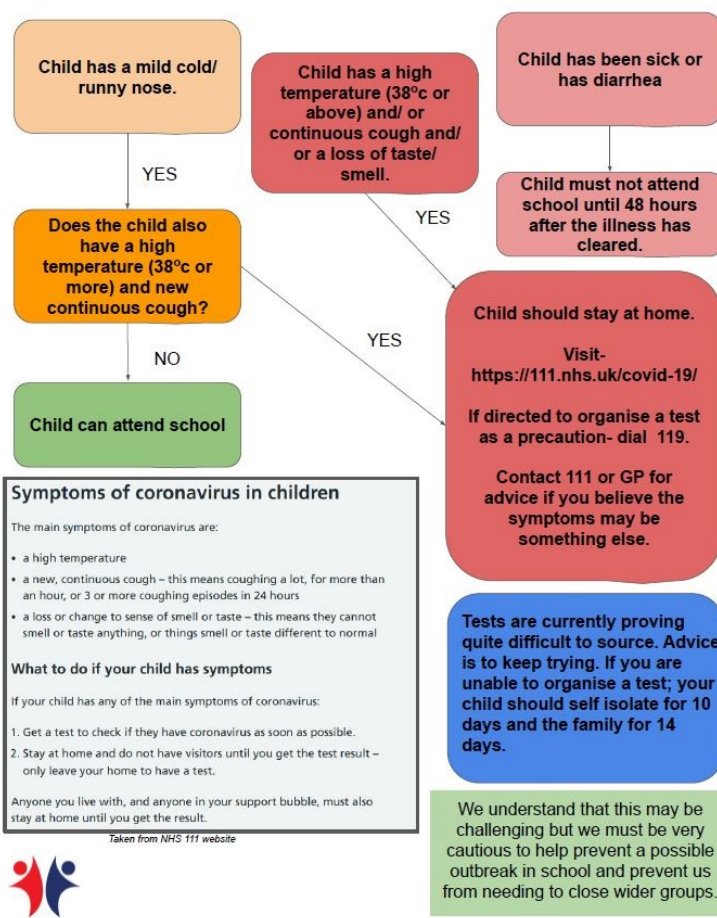 Child has a mild cold/
runny nose.
Child has a high
temperature (38ºc or
above) and/ or
continuous cough and/
or a loss of taste/
smell.
Child has been sick or
has diarrhea
YES
Child must not attend
school until 48 hours
after the illness has
cleared.
YES
Does the child also
have a high
temperature (38ºc or
more) and new
continuous cough?
Child should stay at home.
Visit-
https://111.nhs.uk/covid-19/
If directed to organise a test
as a precaution- dial  119.
Contact 111 or GP for
advice if you believe the
symptoms may be
something else.
YES
NO
Child can attend school
Symptoms of coronavirus in children
The main symptoms of coronavirus are:
• a high temperature
• a new, continuous cough – this means coughing a lot, for more than
an hour, or 3 or more coughing episodes in 24 hours
• a loss or change to sense of smell or taste – this means they cannot
smell or taste anything, or things smell or taste different to normal
What to do if your child has symptoms
If your child has any of the main symptoms of coronavirus:
1. Get a test to check if they have coronavirus as soon as possible.
2. Stay at home and do not have visitors until you get the test result –
only leave your home to have a test.
Anyone you live with, and anyone in your support bubble, must also
stay at home until you get the result.
Taken from NHS 111 website
Tests are currently proving
quite difficult to source. Advice
is to keep trying. If you are
unable to organise a test; your
child should self isolate for 10
days and the family for 14
days.
We understand that this may be
challenging but we must be very
cautious to help prevent a possible
outbreak in school and prevent us
from needing to close wider groups.